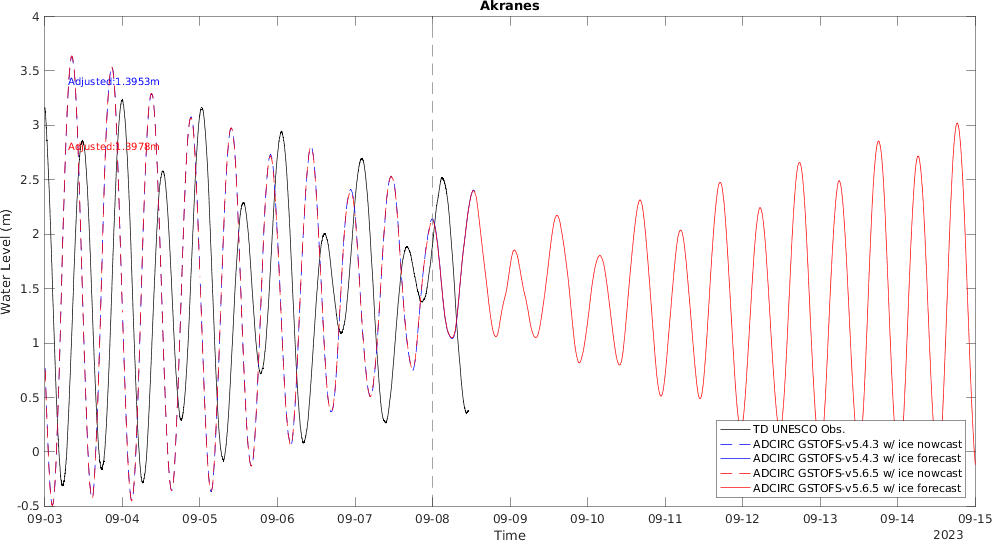 Akranes
4
3.5
3
2.5
2
1.5
1
0.5
0
-0.5
Water Level (m)
Adjusted:1.3953m
Adjusted:1.3978m
TD UNESCO Obs.
ADCIRC GSTOFS-v5.4.3 w/ ice nowcast
ADCIRC GSTOFS-v5.4.3 w/ ice forecast
ADCIRC GSTOFS-v5.6.5 w/ ice nowcast
ADCIRC GSTOFS-v5.6.5 w/ ice forecast
09-03 09-04 09-05 09-06 09-07 09-08 09-09 09-10 09-11 09-12 09-13 09-14 09-15
Time
2023